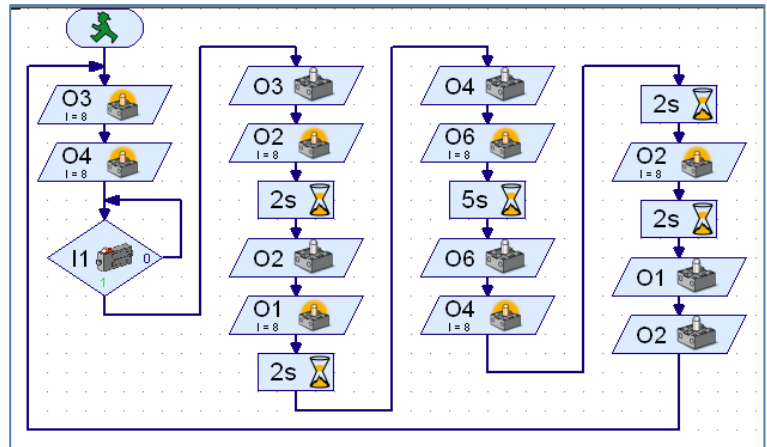 O3
I = 8
O4
I = 8
I1
0
1
O3
O2
I = 8
2s
O2
O1
I = 8
2s
O4
O6
I = 8
5s
O6
O4
I = 8
2s
O2
I = 8
2s
O1
O2